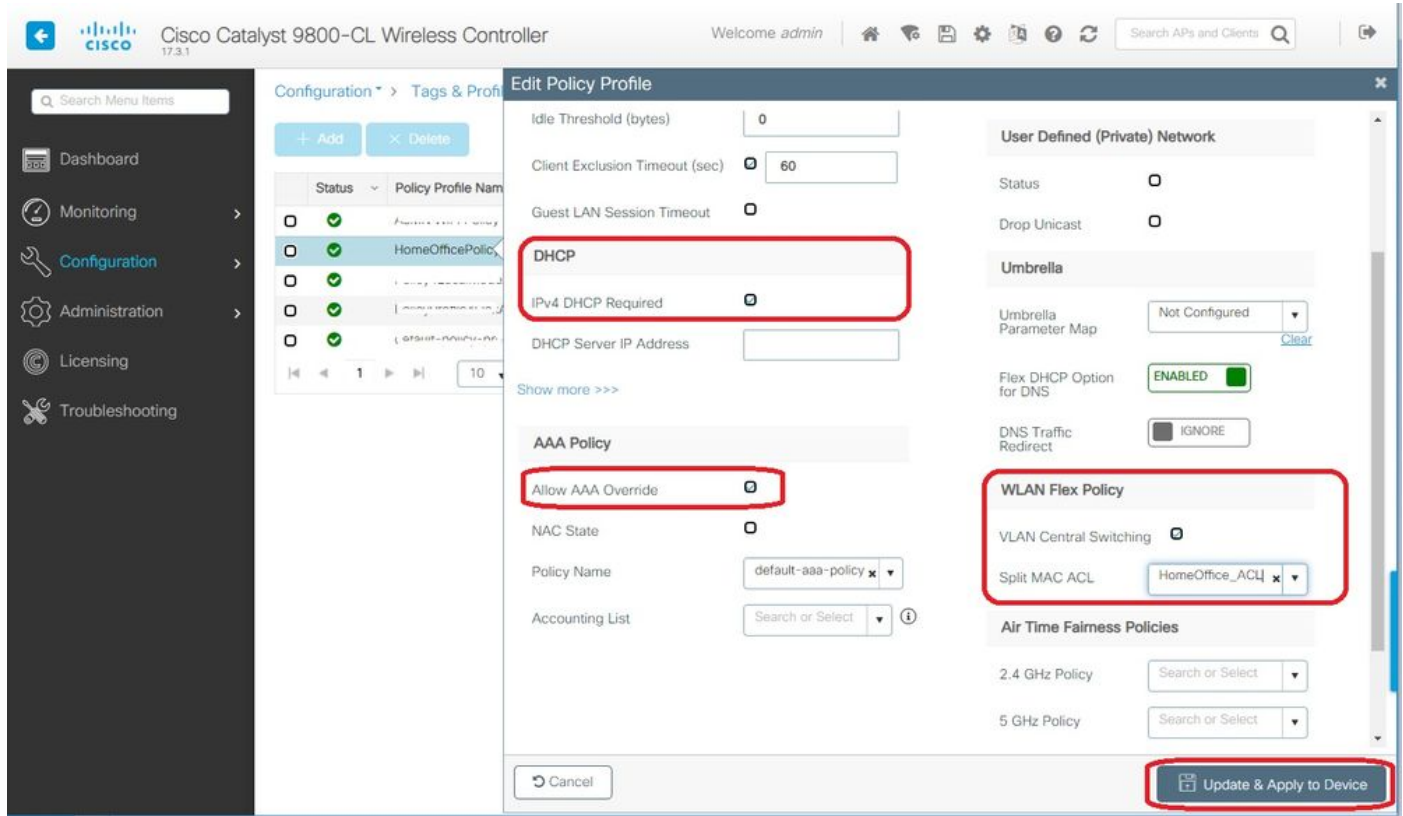 CISCO
Cisco Catalyst 9800-CL Wireless Controller
17.3.1
Welcome admin
Search APs and Clients
Search Menu Items
Dashboard
Monitoring
Configuration
Administration
Licensing
Troubleshooting
Configuration > Tags & Profi
+ Add
× Delete
Status
Policy Profile Nam
HomeOfficePolic
1
10
Edit Policy Profile
Idle Threshold (bytes)
0
Client Exclusion Timeout (sec)
60
Guest LAN Session Timeout
DHCP
IPv4 DHCP Required
DHCP Server IP Address
Show more >>>
AAA Policy
Allow AAA Override
NAC State
Policy Name
default-aaa-policy
Accounting List
Search or Select
User Defined (Private) Network
Status
Drop Unicast
Umbrella
Umbrella
Parameter Map
Not Configured
Clear
Flex DHCP Option
for DNS
ENABLED
DNS Traffic
Redirect
IGNORE
WLAN Flex Policy
VLAN Central Switching
Split MAC ACL
HomeOffice_ACL
Air Time Fairness Policies
2.4 GHz Policy
Search or Select
5 GHz Policy
Search or Select
Cancel
Update & Apply to Device